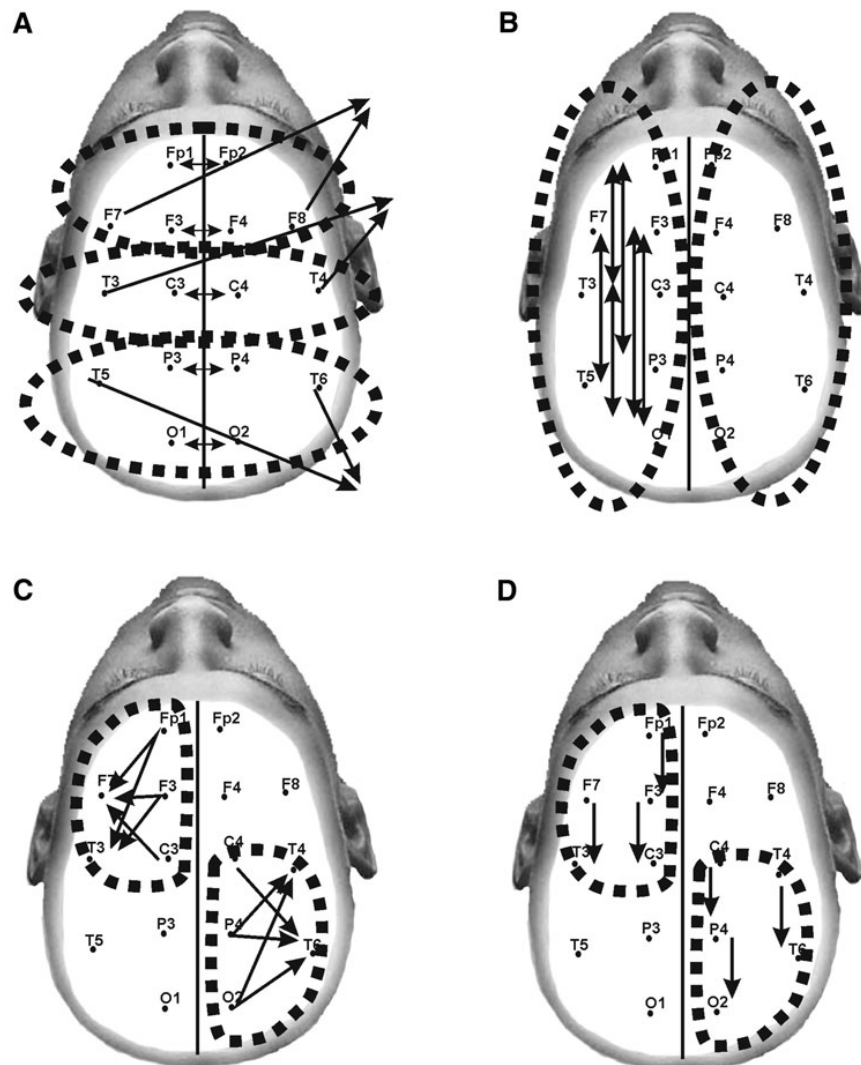 A B
Fp1 Fp2
F7 F3 F4 F8
T3 C3 C4 T4
T5 P3 P4 T6
O1 O2
Fp1 Fp2
F7 F3 F4 F8
T3 C3 C4 T4
T5 P3 P4 T6
O1 O2
C D
Fp1 Fp2
F7 F3 F4 F8
T3 C3 C4 T4
T5 P3 P4 T6
O1 O2
Fp1 Fp2
F7 F3 F4 F8
T3 C3 C4 T4
T5 P3 P4 T6
O1 O2